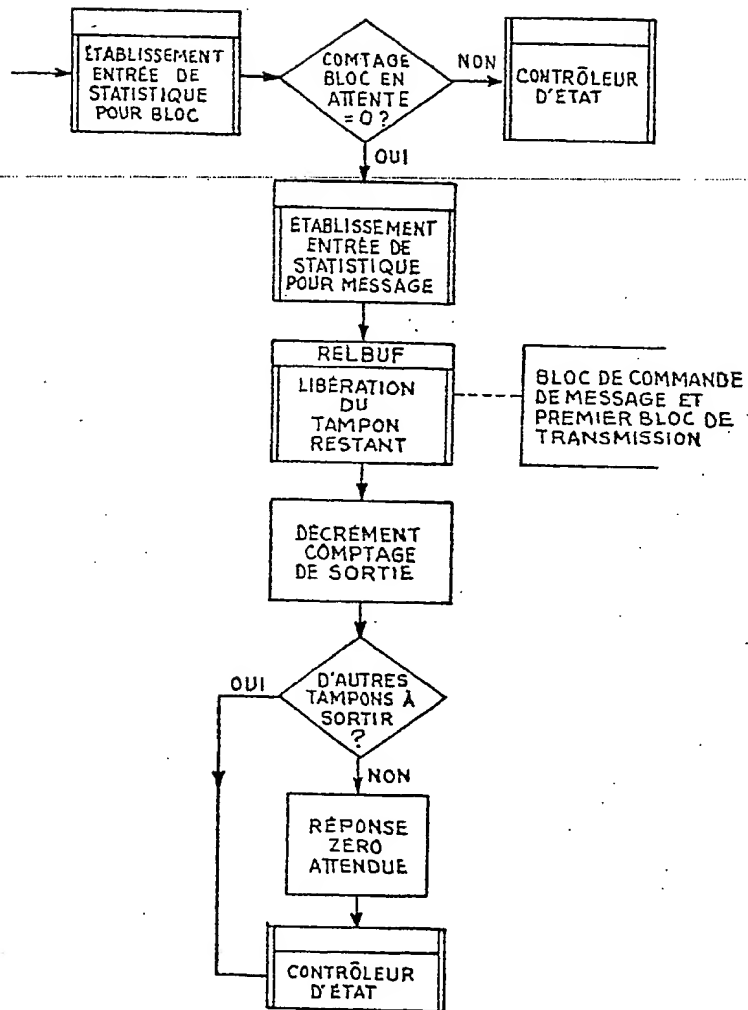 ÉTABLISSEMENT
ENTRÉE DE
STATISTIQUE
POUR BLOC
COMTAGE
BLOC EN
ATTENTE
= 0 ?
NON
CONTRÔLEUR
D'ÉTAT
OUI
ÉTABLISSEMENT
ENTRÉE DE
STATISTIQUE
POUR MESSAGE
RELBUF
LIBÉRATION
DU
TAMPON
RESTANT
BLOC DE COMMANDE
DE MESSAGE ET
PREMIER BLOC DE
TRANSMISSION
DÉCRÉMENT
COMPTAGE
DE SORTIE
OUI
D'AUTRES
TAMPONS À
SORTIR
?
NON
RÉPONSE
ZÉRO
ATTENDUE
CONTRÔLEUR
D'ÉTAT